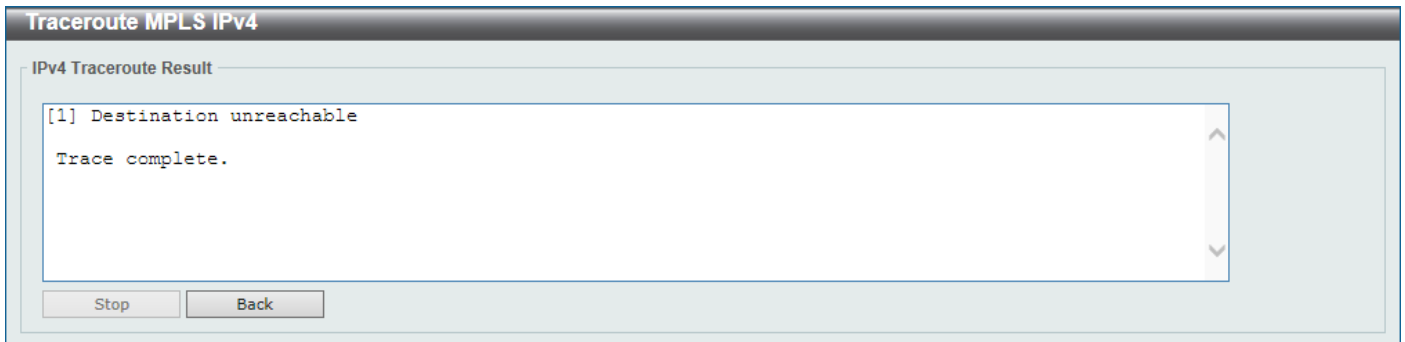 Traceroute MPLS IPv4
IPv4 Traceroute Result
[1] Destination unreachable
Trace complete.
Stop
Back